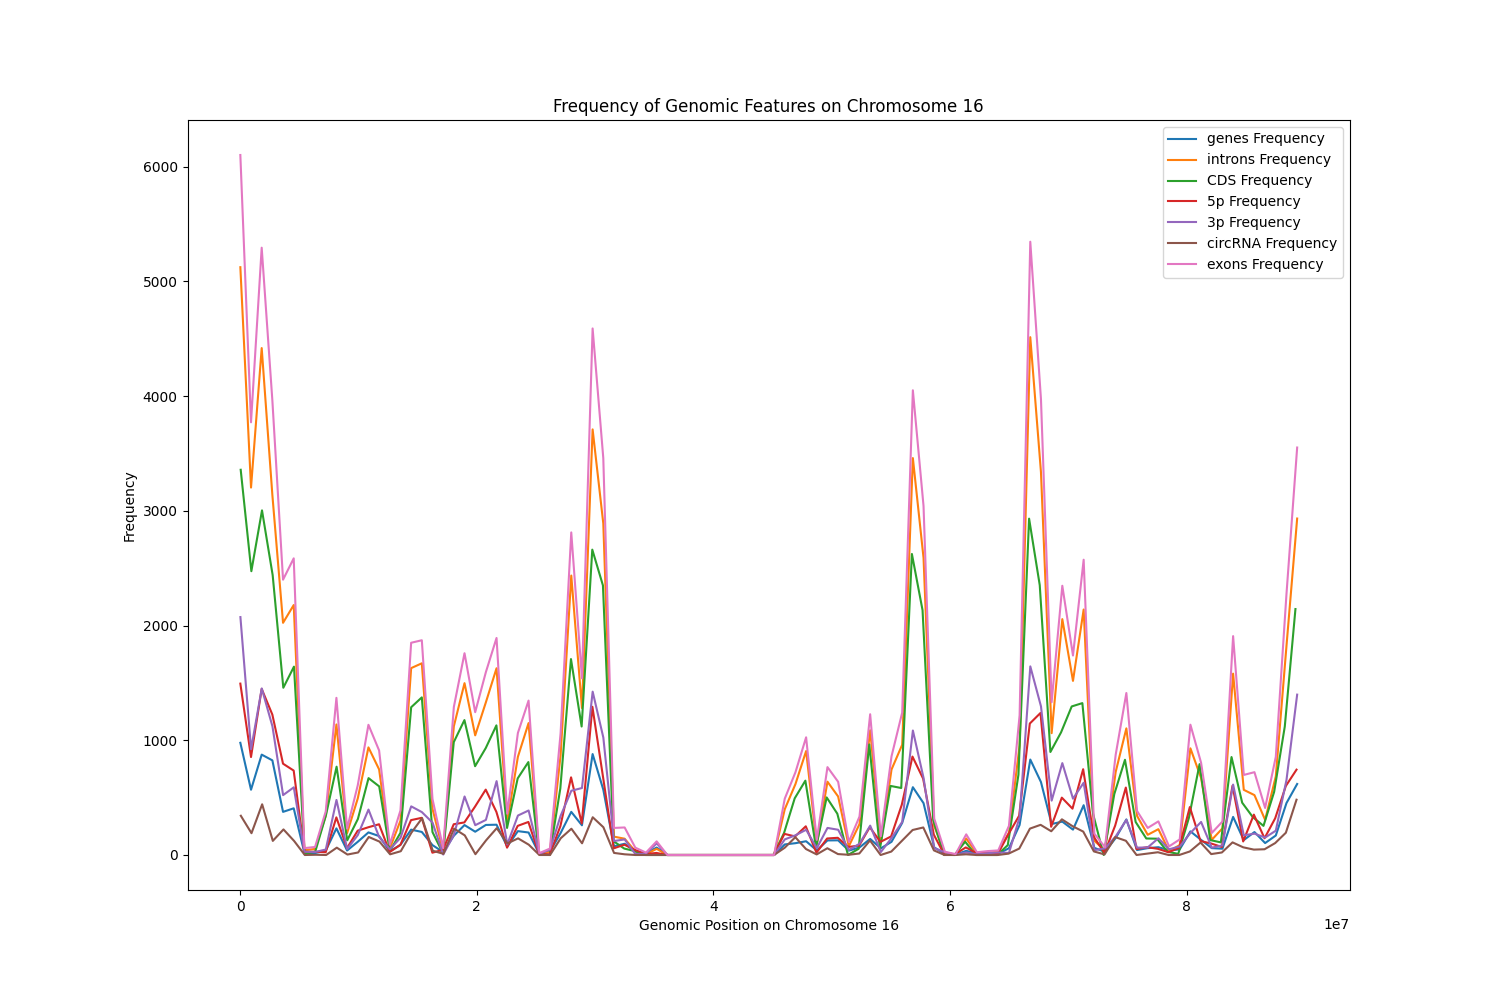 Frequency of Genomic Features on Chromosome 16
genes Frequency
introns Frequency
CDS Frequency
5p Frequency
3p Frequency
circRNA Frequency
exons Frequency
6000
5000
4000
3000
2000
1000
0
Frequency
0 2 4 6 8
1e7
Genomic Position on Chromosome 16